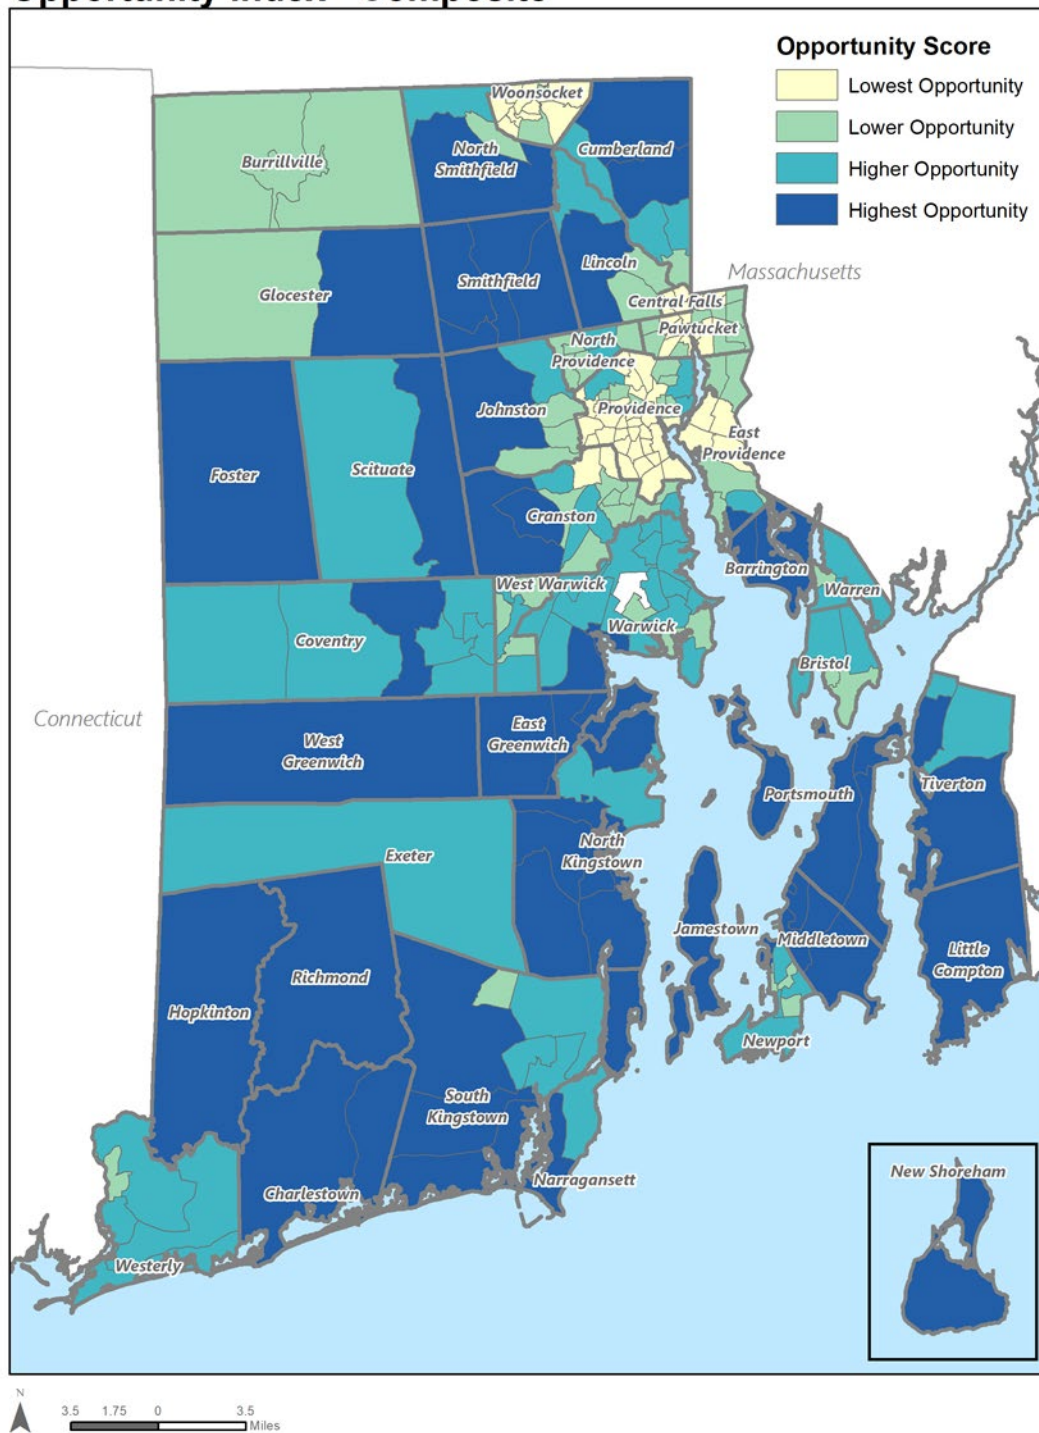 Opportunity Index - Composite
Opportunity Score
Lowest Opportunity
Lower Opportunity
Higher Opportunity
Highest Opportunity
Woonsocket
Burrillville
North
Smithfield
Cumberland
Massachusetts
Lincoln
Smithfield
Glocester
Central Falls
Pawtucket
North
Providence
Johnston
Providence
East
Providence
Foster
Scituate
Cranston
Barrington
West Warwick
Warren
Warwick
Coventry
Bristol
Connecticut
West
Greenwich
East
Greenwich
Tiverton
Portsmouth
North
Kingstown
Exeter
Jamestown
Middletown
Little
Compton
Richmond
Hopkinton
Newport
South
Kingstown
Narragansett
Charlestown
New Shoreham
Westerly
N
3.5 1.75 0 3.5
Miles